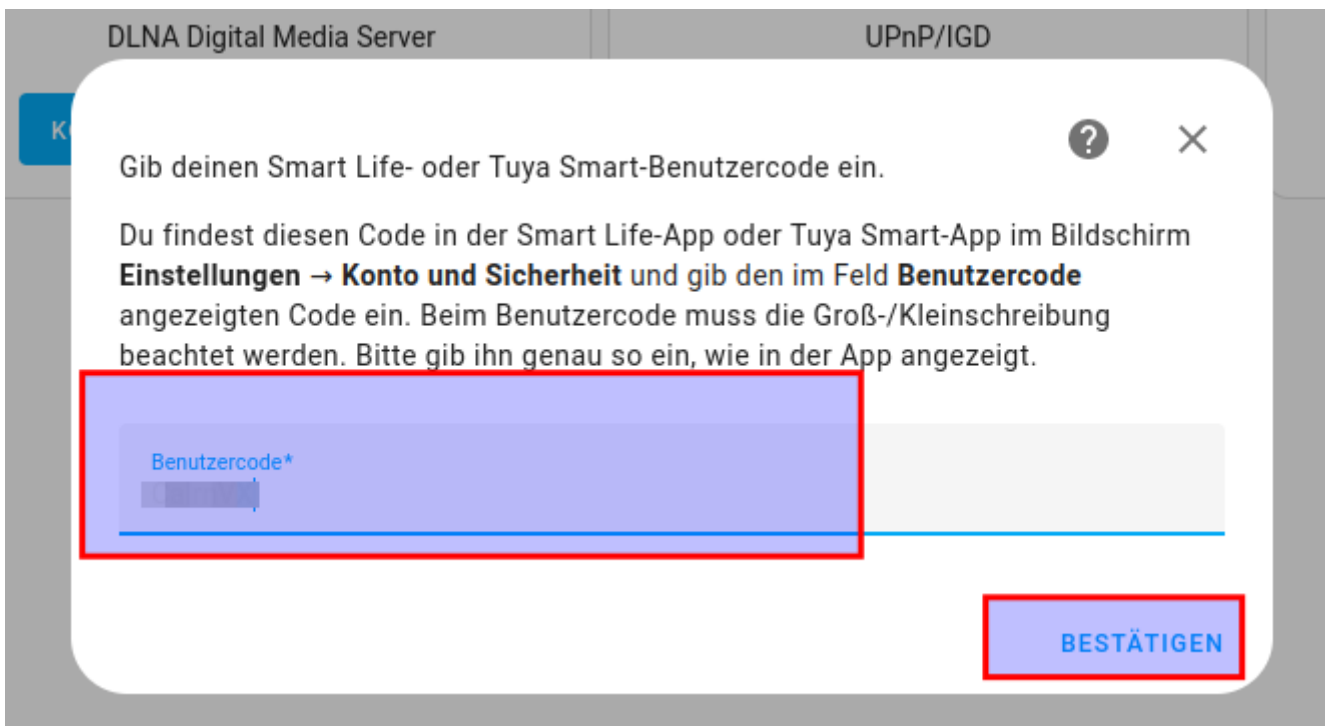 DLNA Digital Media Server
UPnP/IGD
Gib deinen Smart Life- oder Tuya Smart-Benutzercode ein.
Du findest diesen Code in der Smart Life-App oder Tuya Smart-App im Bildschirm
Einstellungen → Konto und Sicherheit und gib den im Feld Benutzercode
angezeigten Code ein. Beim Benutzercode muss die Groß-/Kleinschreibung
beachtet werden. Bitte gib ihn genau so ein, wie in der App angezeigt.
Benutzercode*
BESTÄTIGEN